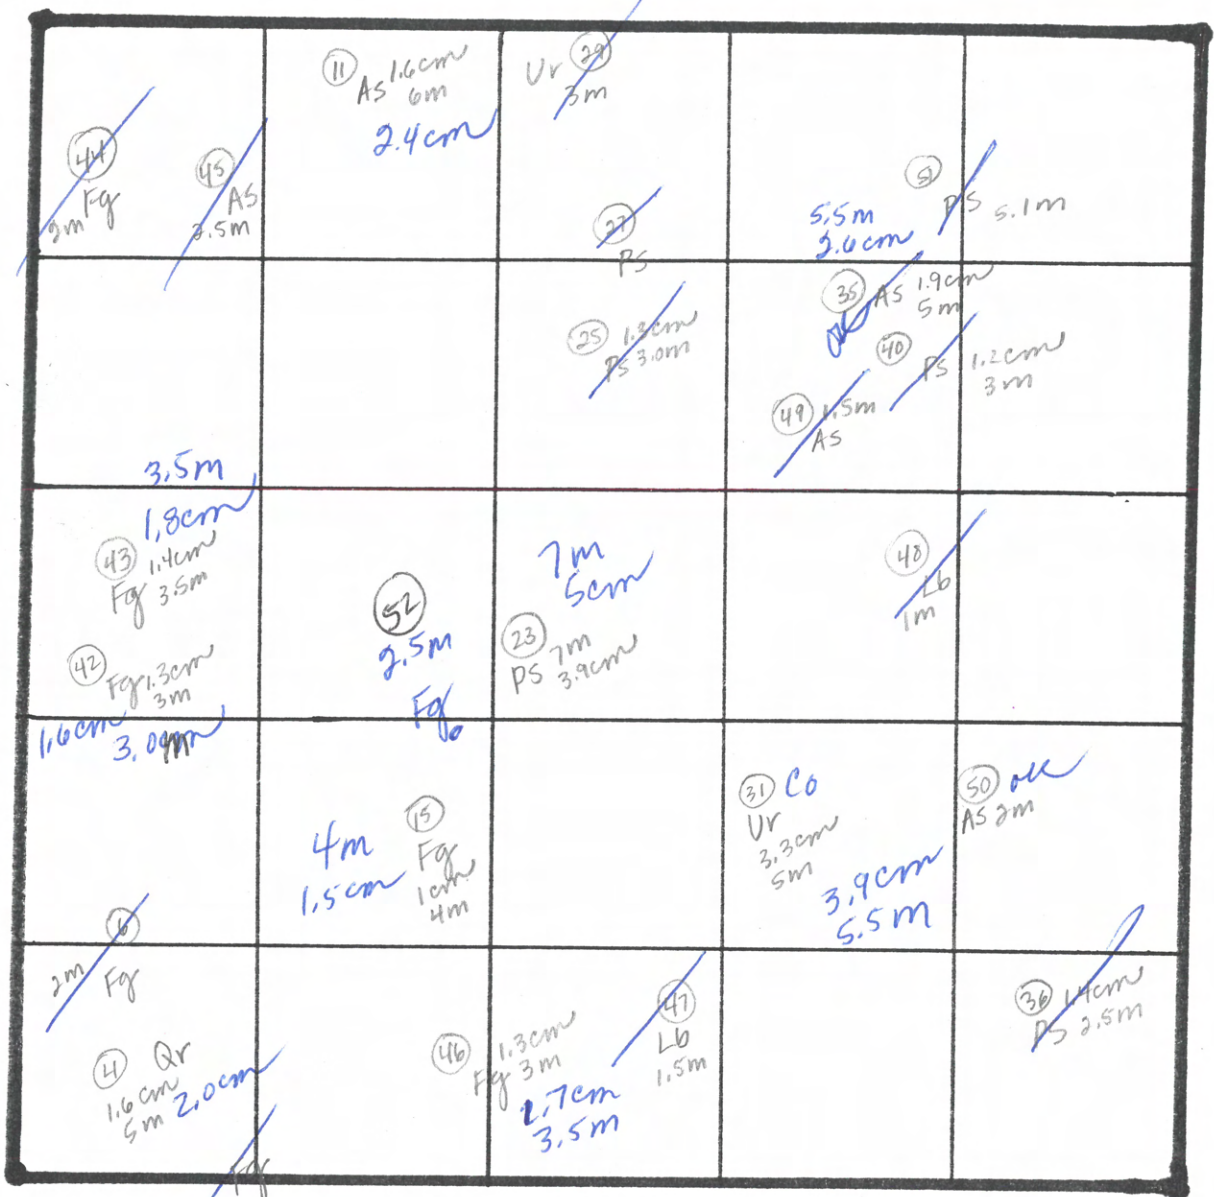 11
As 1.6cm
6m
2.4cm
Ur 29
3m
44
Fg
2m
45
As
2.5m
27
Ps
51
PS 5.1m
5.5m
2.6cm
35 As 1.9cm
5m
ok
25 1.3cm
Ps 3.0m
40
Ps 1.2cm
3m
49 1.5m
As
3.5m
1.8cm
43 1.4cm
Fg 3.5m
42 Fg 1.3cm
3m
1.6cm
3.0m
52
2.5m
Fg
7m
5cm
23 7m
PS 3.9cm
48
Lb
1m
4m
1.5cm
15
Fg
1cm
4m
31 Co
Ur
3.3cm
5m
3.9cm
5.5m
50 ok
As 2m
6
2m Fg
Qr
1.6cm
5m 2.0cm
Fg
46 1.3cm
Fg 3m
1.7cm
3.5m
47
Lb
1.5m
36 1.4cm
PS 2.5m